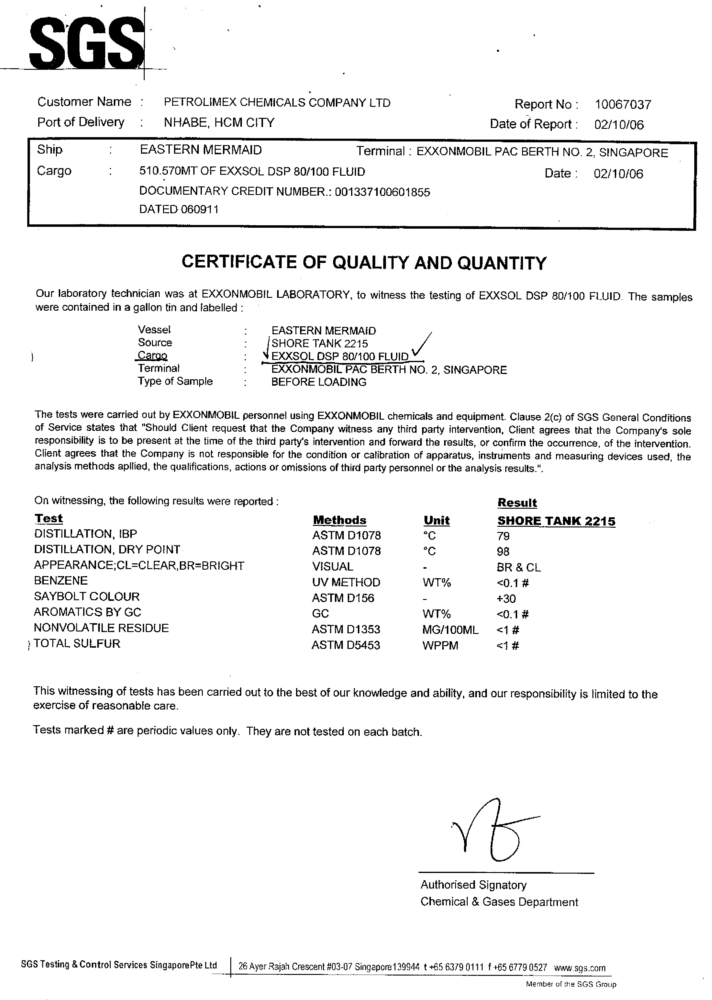 SGS
Customer Name : PETROLIMEX CHEMICALS COMPANY LTD Report No : 10067037
Port of Delivery : NHABE, HCM CITY Date of Report : 02/10/06
Ship : EASTERN MERMAID Terminal : EXXONMOBIL PAC BERTH NO. 2, SINGAPORE
Cargo : 510.570MT OF EXXSOL DSP 80/100 FLUID Date : 02/10/06
DOCUMENTARY CREDIT NUMBER.: 001337100601855
DATED 060911
CERTIFICATE OF QUALITY AND QUANTITY
Our laboratory technician was at EXXONMOBIL LABORATORY, to witness the testing of EXXSOL DSP 80/100 FLUID. The samples
were contained in a gallon tin and labelled :
Vessel : EASTERN MERMAID
Source : SHORE TANK 2215
Cargo : EXXSOL DSP 80/100 FLUID
Terminal : EXXONMOBIL PAC BERTH NO. 2, SINGAPORE
Type of Sample : BEFORE LOADING
The tests were carried out by EXXONMOBIL personnel using EXXONMOBIL chemicals and equipment. Clause 2(c) of SGS General Conditions
of Service states that "Should Client request that the Company witness any third party intervention, Client agrees that the Company's sole
responsibility is to be present at the time of the third party's intervention and forward the results, or confirm the occurrence, of the intervention.
Client agrees that the Company is not responsible for the condition or calibration of apparatus, instruments and measuring devices used, the
analysis methods apllied, the qualifications, actions or omissions of third party personnel or the analysis results.".
On witnessing, the following results were reported : Result
Test Methods Unit SHORE TANK 2215
DISTILLATION, IBP ASTM D1078 °C 79
DISTILLATION, DRY POINT ASTM D1078 °C 98
APPEARANCE;CL=CLEAR,BR=BRIGHT VISUAL - BR & CL
BENZENE UV METHOD WT% <0.1 #
SAYBOLT COLOUR ASTM D156 - +30
AROMATICS BY GC GC WT% <0.1 #
NONVOLATILE RESIDUE ASTM D1353 MG/100ML <1 #
TOTAL SULFUR ASTM D5453 WPPM <1 #
This witnessing of tests has been carried out to the best of our knowledge and ability, and our responsibility is limited to the
exercise of reasonable care.
Tests marked # are periodic values only. They are not tested on each batch.
Authorised Signatory
Chemical & Gases Department
SGS Testing & Control Services Singapore Pte Ltd 26 Ayer Rajah Crescent #03-07 Singapore 139944 t +65 6379 0111 f +65 6779 0527 www.sgs.com
Member of the SGS Group